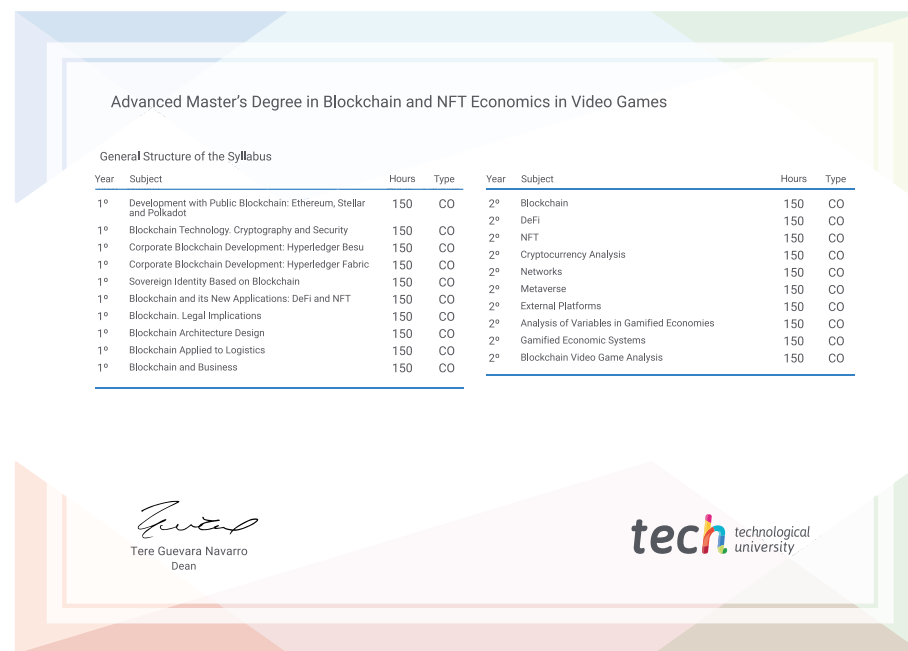 Advanced Master's Degree in Blockchain and NFT Economics in Video Games
General Structure of the Syllabus
Year Subject Hours Type
1º Development with Public Blockchain: Ethereum, Stellar
and Polkadot 150 CO
1º Blockchain Technology. Cryptography and Security 150 CO
1º Corporate Blockchain Development: Hyperledger Besu 150 CO
1º Corporate Blockchain Development: Hyperledger Fabric 150 CO
1º Sovereign Identity Based on Blockchain 150 CO
1º Blockchain and its New Applications: DeFi and NFT 150 CO
1º Blockchain. Legal Implications 150 CO
1º Blockchain Architecture Design 150 CO
1º Blockchain Applied to Logistics 150 CO
1º Blockchain and Business 150 CO
Year Subject Hours Type
2º Blockchain 150 CO
2º DeFi 150 CO
2º NFT 150 CO
2º Cryptocurrency Analysis 150 CO
2º Networks 150 CO
2º Metaverse 150 CO
2º External Platforms 150 CO
2º Analysis of Variables in Gamified Economies 150 CO
2º Gamified Economic Systems 150 CO
2º Blockchain Video Game Analysis 150 CO
Tere Guevara Navarro
Dean
tech technological
university